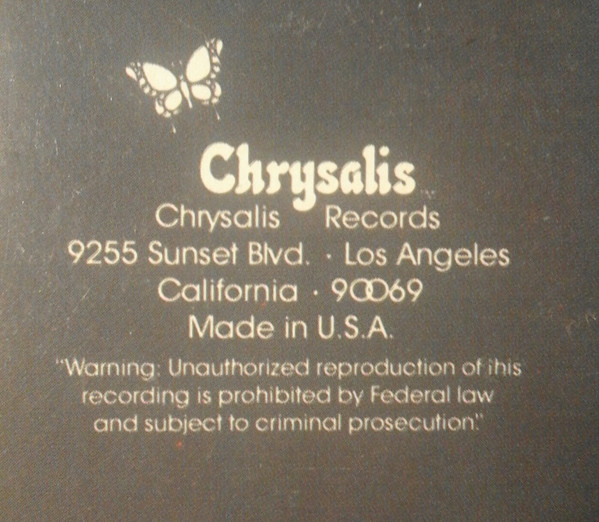 Chrysalis
Chrysalis Records
9255 Sunset Blvd. · Los Angeles
California · 90069
Made in U.S.A.
"Warning: Unauthorized reproduction of this
recording is prohibited by Federal law
and subject to criminal prosecution."